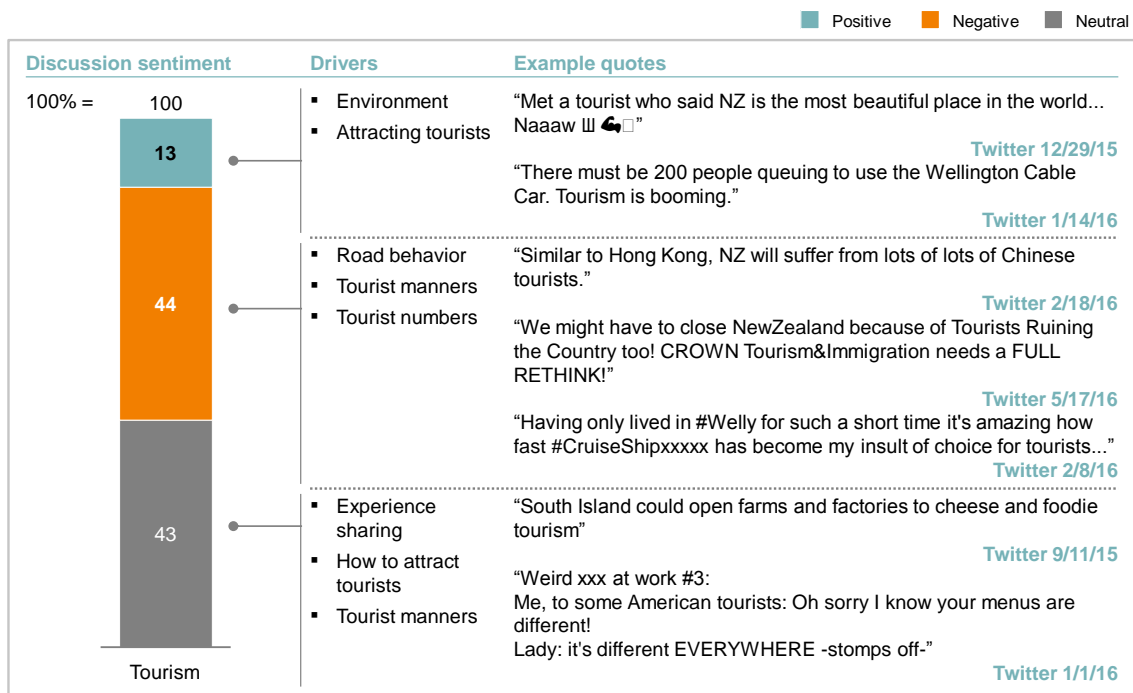 Positive Negative Neutral
Discussion sentiment Drivers Example quotes
100% = 100
13
44
43
Tourism
▪ Environment
▪ Attracting tourists
“Met a tourist who said NZ is the most beautiful place in the world...
Naaaw Ш 💪□”
Twitter 12/29/15
“There must be 200 people queuing to use the Wellington Cable
Car. Tourism is booming.”
Twitter 1/14/16
▪ Road behavior
▪ Tourist manners
▪ Tourist numbers
“Similar to Hong Kong, NZ will suffer from lots of lots of Chinese
tourists.”
Twitter 2/18/16
“We might have to close NewZealand because of Tourists Ruining
the Country too! CROWN Tourism&Immigration needs a FULL
RETHINK!”
Twitter 5/17/16
“Having only lived in #Welly for such a short time it's amazing how
fast #CruiseShipxxxxx has become my insult of choice for tourists...”
Twitter 2/8/16
▪ Experience
sharing
▪ How to attract
tourists
▪ Tourist manners
“South Island could open farms and factories to cheese and foodie
tourism”
Twitter 9/11/15
“Weird xxx at work #3:
Me, to some American tourists: Oh sorry I know your menus are
different!
Lady: it's different EVERYWHERE -stomps off-”
Twitter 1/1/16